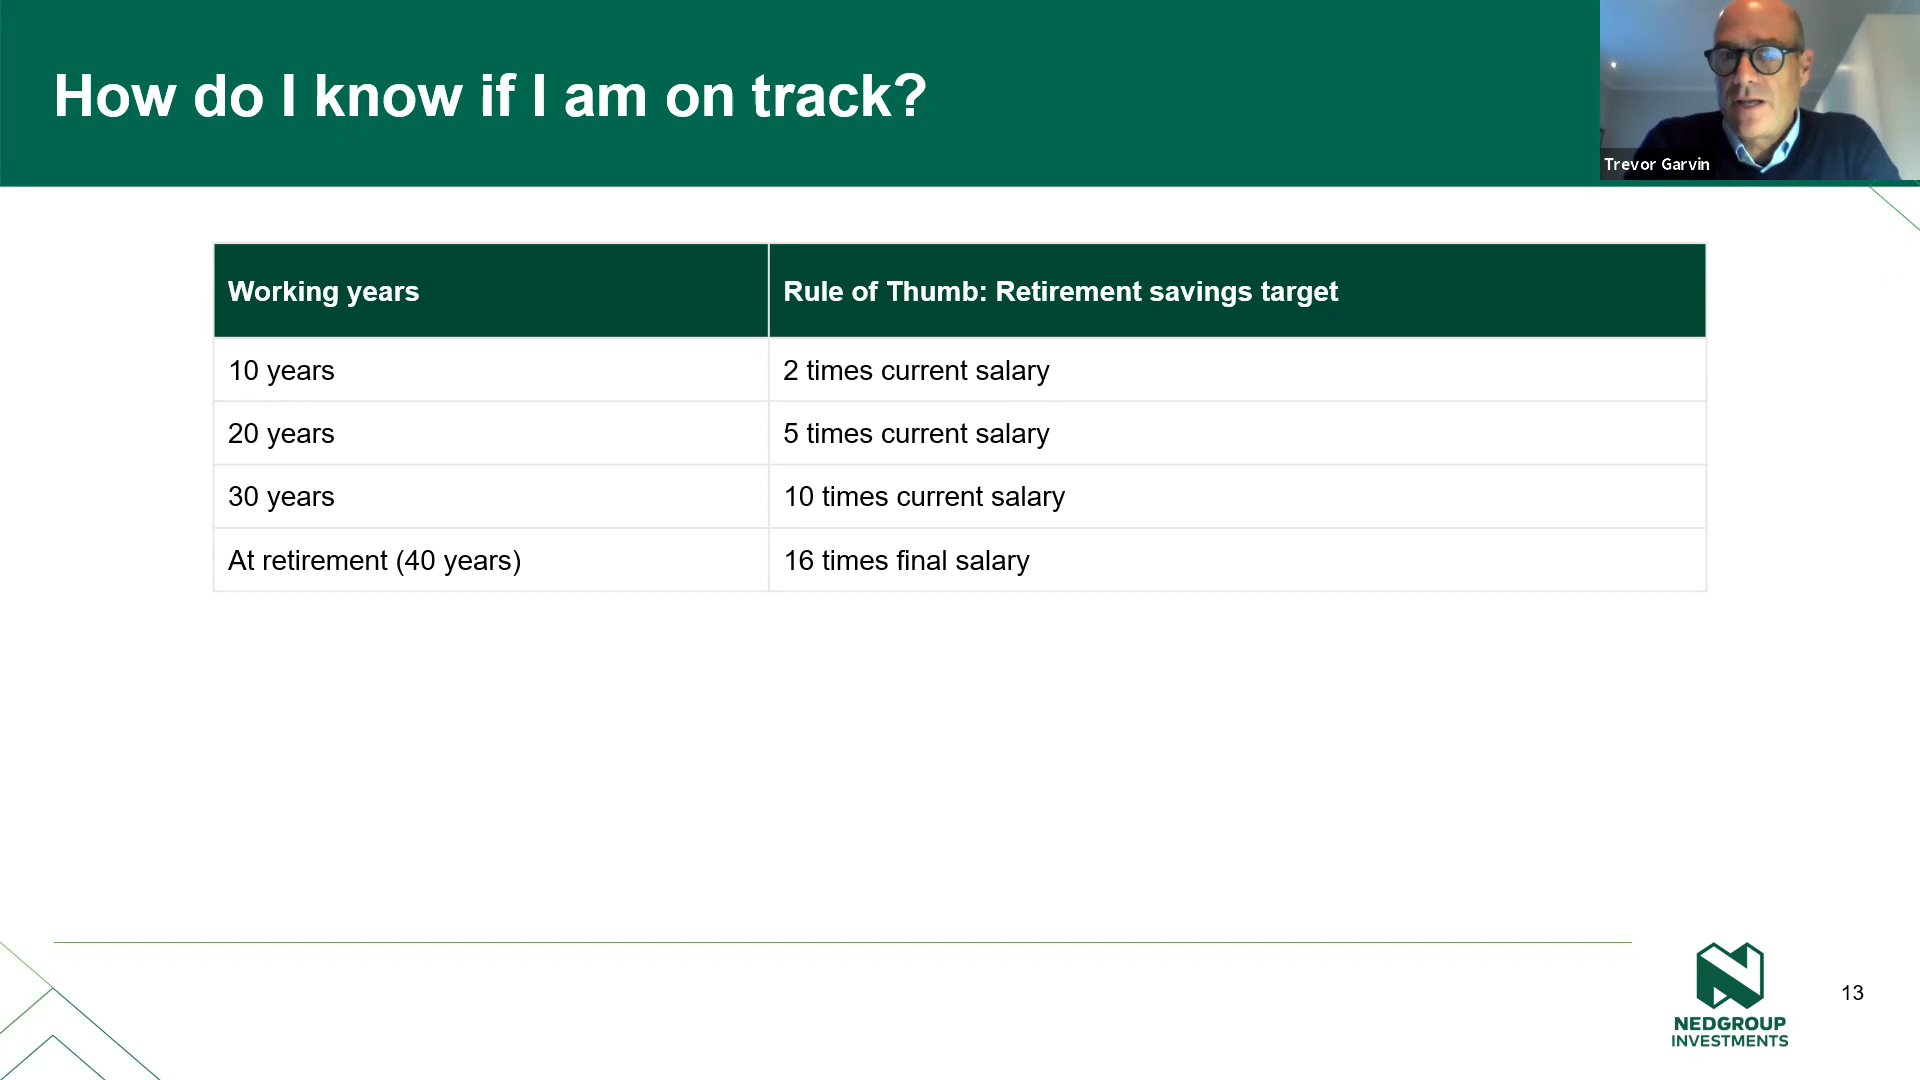 How do I know if I am on track?
Trevor Garvin
Working years
Rule of Thumb: Retirement savings target
10 years
2 times current salary
20 years
5 times current salary
30 years
10 times current salary
At retirement (40 years)
16 times final salary
NEDGROUP
INVESTMENTS
13